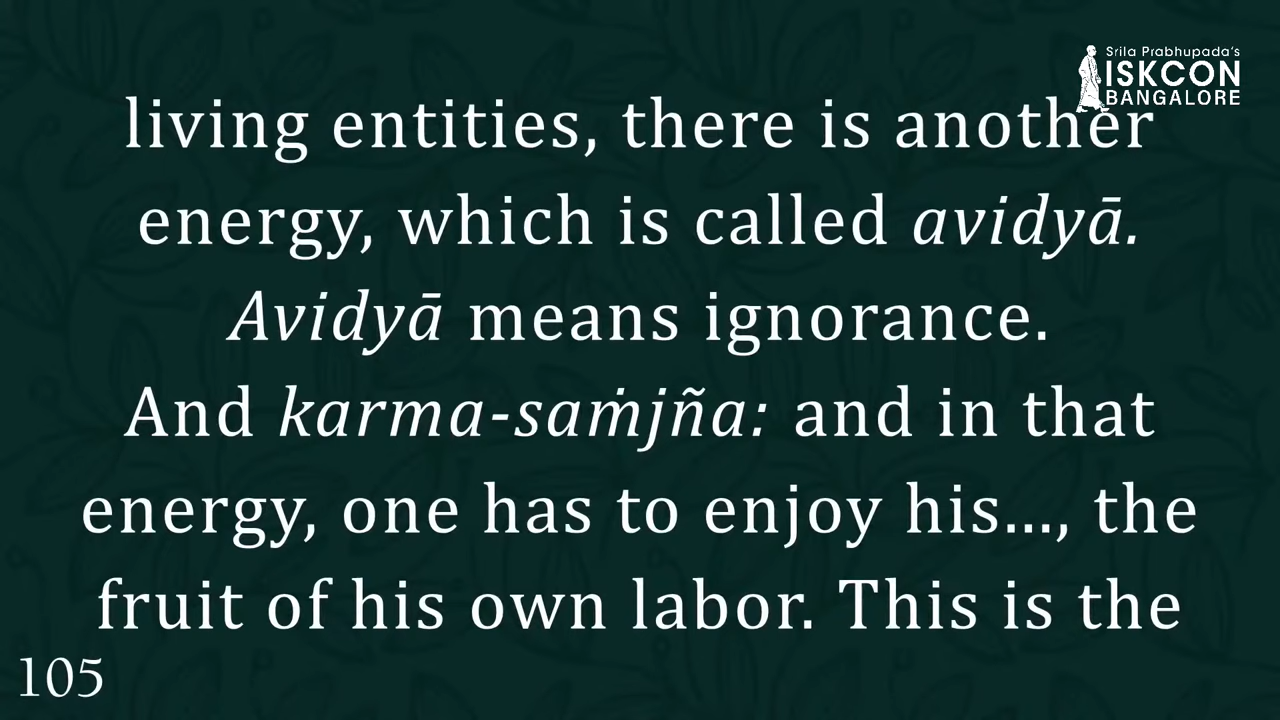 Srila Prabhupada's
ISKCON
BANGALORE
living entities, there is another
energy, which is called avidyā.
Avidyā means ignorance.
And karma-saṁjña: and in that
energy, one has to enjoy his..., the
fruit of his own labor. This is the
105